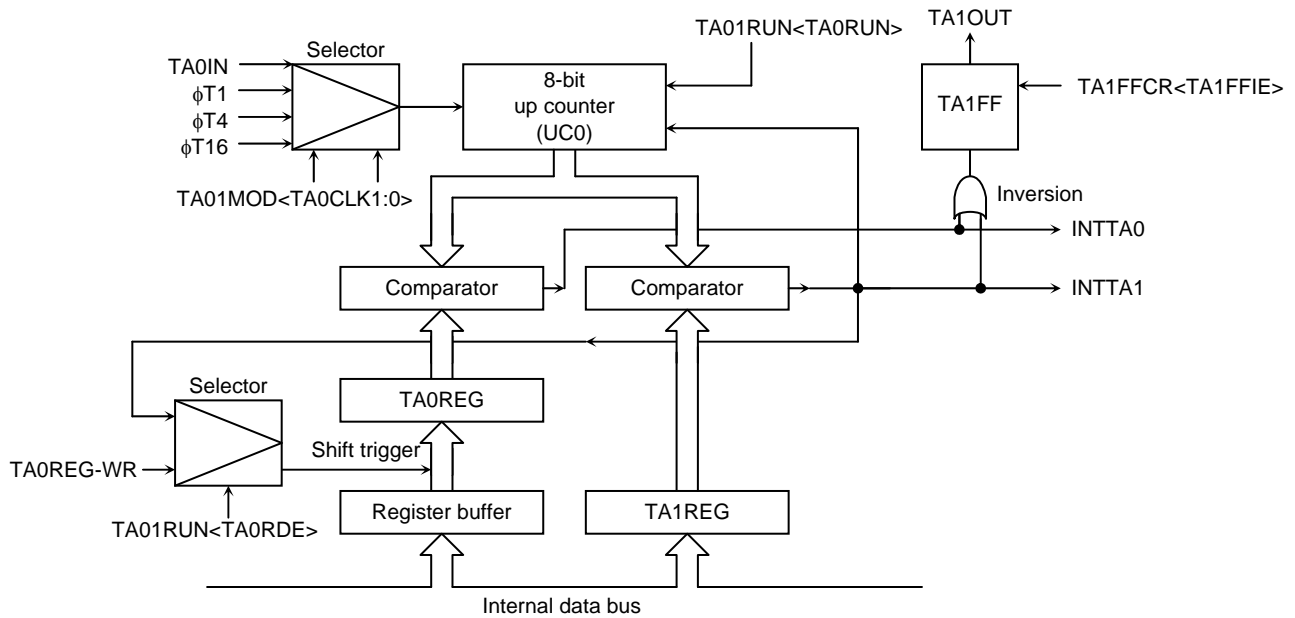 TA01RUN<TA0RUN>
TA1OUT
Selector
TA0IN
ϕT1
ϕT4
ϕT16
8-bit
up counter
(UC0)
TA1FF
TA1FFCR<TA1FFIE>
TA01MOD<TA0CLK1:0>
Inversion
INTTA0
Comparator
Comparator
INTTA1
Selector
TA0REG
Shift trigger
TA0REG-WR
Register buffer
TA1REG
TA01RUN<TA0RDE>
Internal data bus